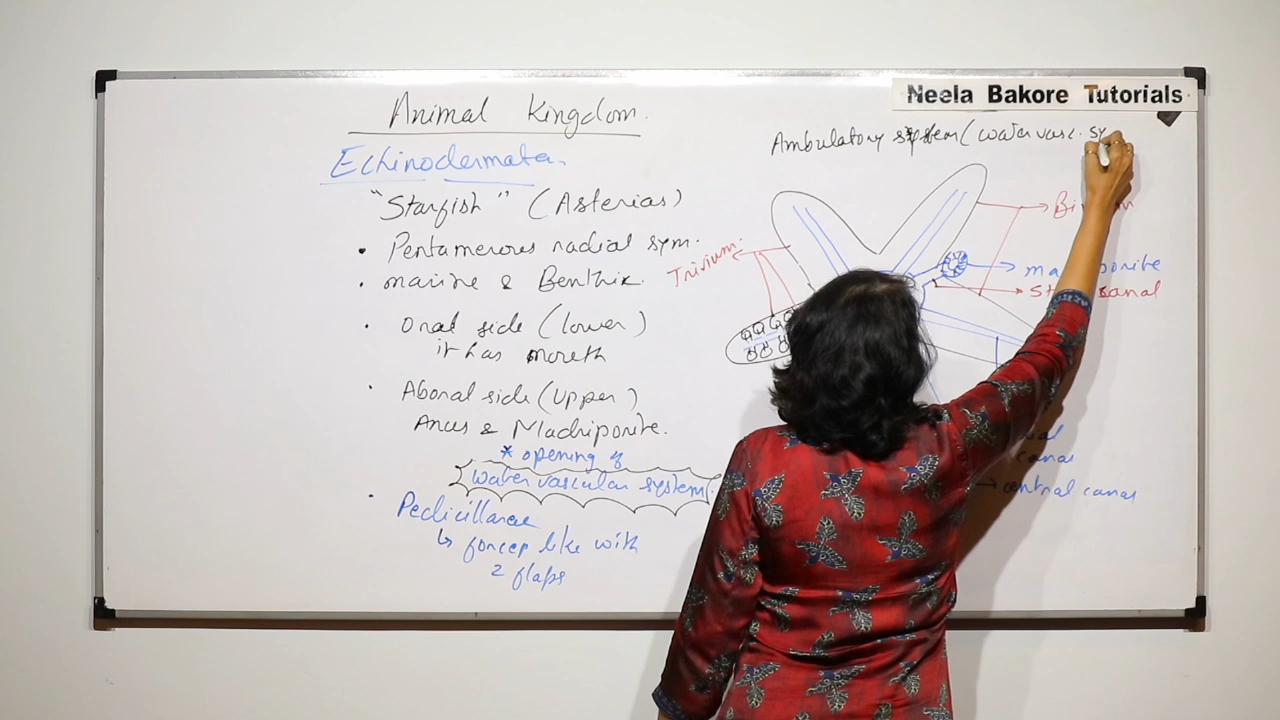 Neela Bakore Tutorials
Animal Kingdom.
Echinodermata.
"Starfish" (Asterias)
• Pentamerous radial sym.
• marine & Benthic.
• Oral side (lower)
it has mouth
• Aboral side (Upper)
Anus & Madriporite.
* opening of
water vascular system.
• Pedicillarae
↳ forcep like with
2 flaps
Ambulatory system (water vasc. sy
Trivium.
canal
canal
→ central canal